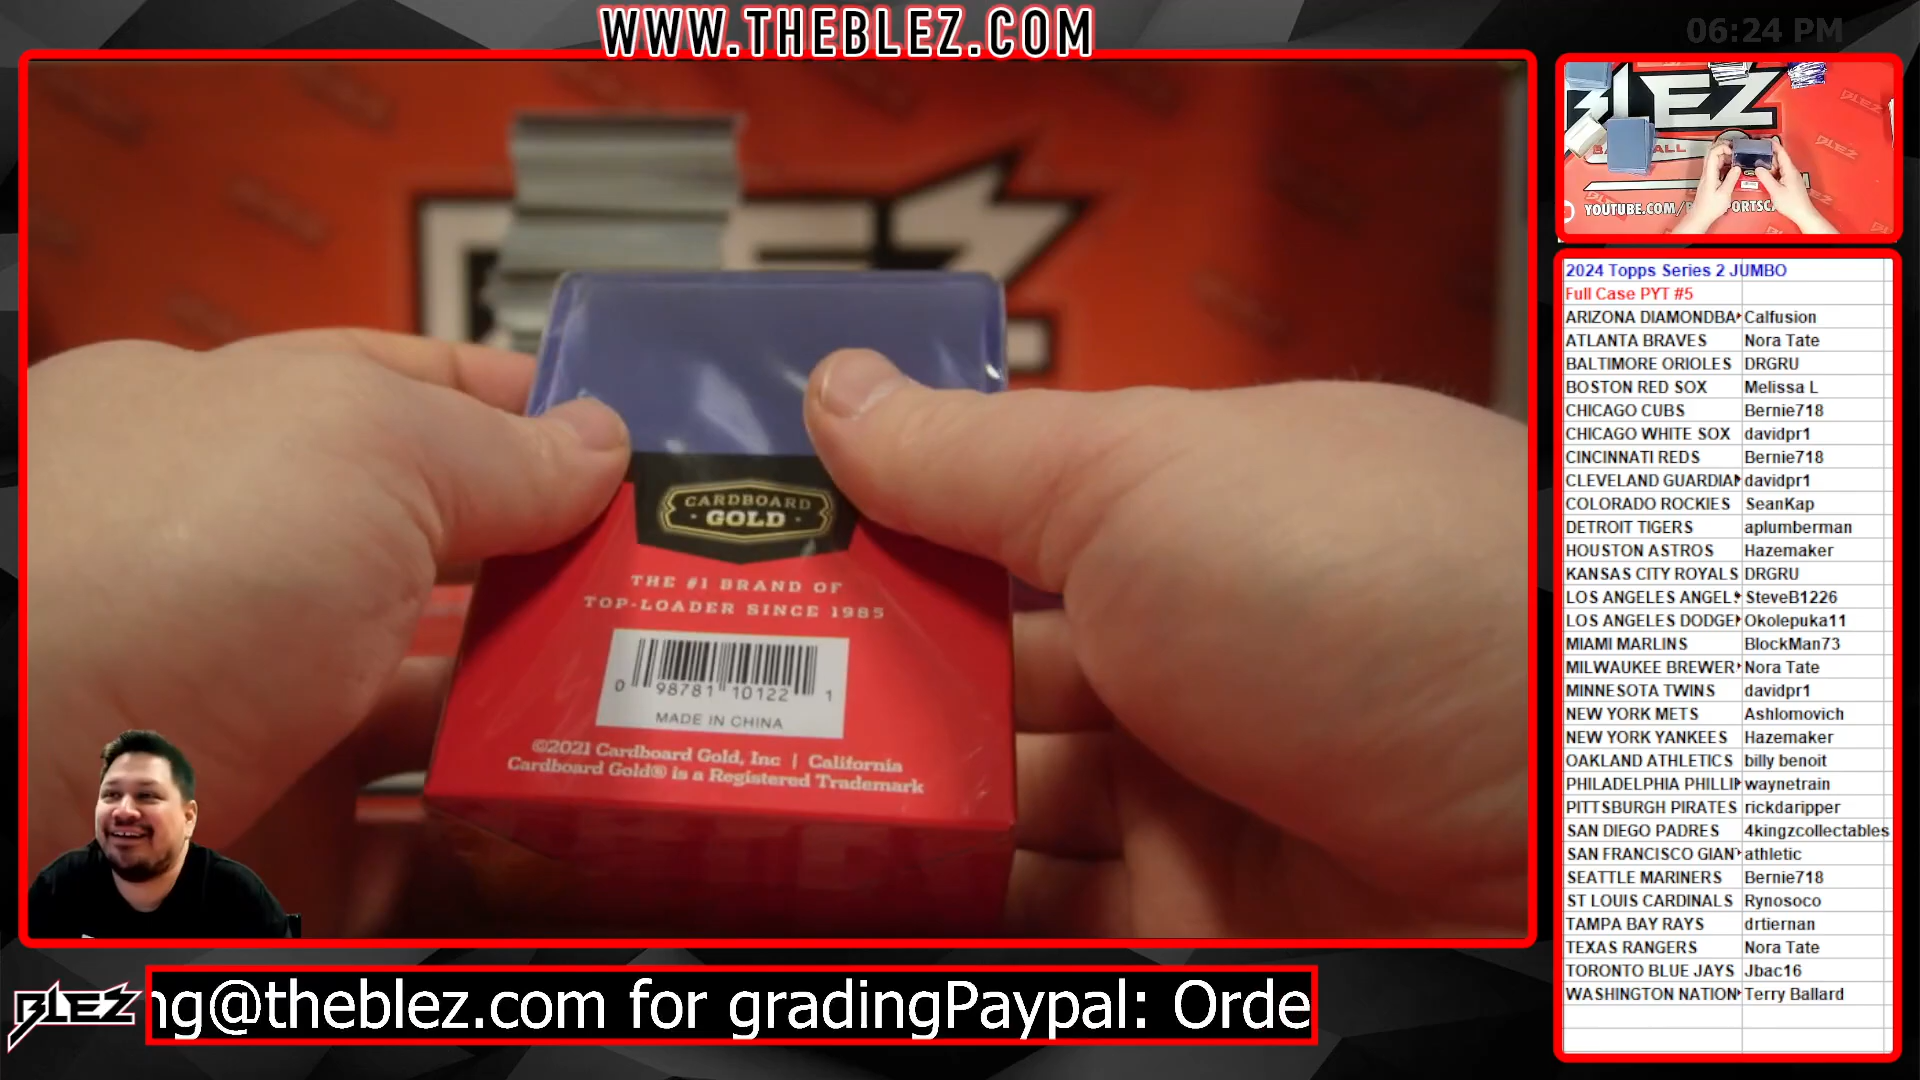 WWW.THEBLEZ.COM
06:24 PM
BLEZ
YOUTUBE.COM/
CARDBOARD
· GOLD ·
THE #1 BRAND OF
TOP-LOADER SINCE 1985
0 98781 10122 1
MADE IN CHINA
©2021 Cardboard Gold, Inc | California
Cardboard Gold® is a Registered Trademark
2024 Topps Series 2 JUMBO
Full Case PYT #5
ARIZONA DIAMONDBA Calfusion
ATLANTA BRAVES Nora Tate
BALTIMORE ORIOLES DRGRU
BOSTON RED SOX Melissa L
CHICAGO CUBS Bernie718
CHICAGO WHITE SOX davidpr1
CINCINNATI REDS Bernie718
CLEVELAND GUARDIAN davidpr1
COLORADO ROCKIES SeanKap
DETROIT TIGERS aplumberman
HOUSTON ASTROS Hazemaker
KANSAS CITY ROYALS DRGRU
LOS ANGELES ANGELS SteveB1226
LOS ANGELES DODGE Okolepuka11
MIAMI MARLINS BlockMan73
MILWAUKEE BREWER Nora Tate
MINNESOTA TWINS davidpr1
NEW YORK METS Ashlomovich
NEW YORK YANKEES Hazemaker
OAKLAND ATHLETICS billy benoit
PHILADELPHIA PHILLI waynetrain
PITTSBURGH PIRATES rickdaripper
SAN DIEGO PADRES 4kingzcollectables
SAN FRANCISCO GIAN athletic
SEATTLE MARINERS Bernie718
ST LOUIS CARDINALS Rynosoco
TAMPA BAY RAYS drtiernan
TEXAS RANGERS Nora Tate
TORONTO BLUE JAYS Jbac16
WASHINGTON NATION Terry Ballard
BLEZ
ng@theblez.com for gradingPaypal: Orde